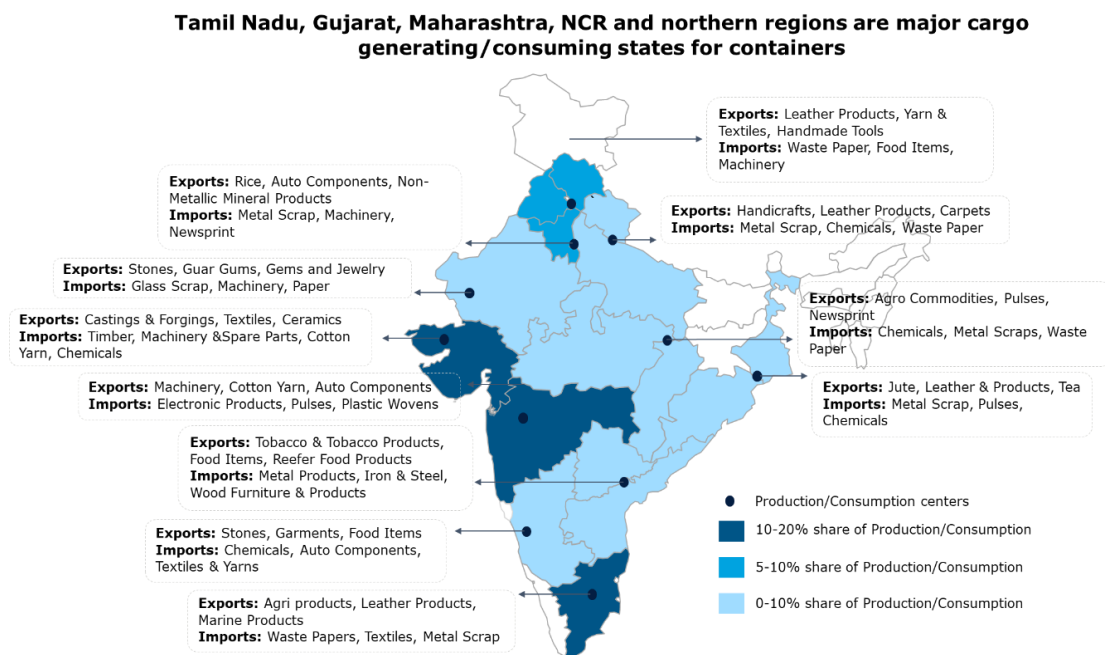 Tamil Nadu, Gujarat, Maharashtra, NCR and northern regions are major cargo
generating/consuming states for containers
Exports: Leather Products, Yarn &
Textiles, Handmade Tools
Imports: Waste Paper, Food Items,
Machinery
Exports: Rice, Auto Components, Non-
Metallic Mineral Products
Imports: Metal Scrap, Machinery,
Newsprint
Exports: Handicrafts, Leather Products, Carpets
Imports: Metal Scrap, Chemicals, Waste Paper
Exports: Stones, Guar Gums, Gems and Jewelry
Imports: Glass Scrap, Machinery, Paper
Exports: Agro Commodities, Pulses,
Newsprint
Imports: Chemicals, Metal Scraps, Waste
Paper
Exports: Castings & Forgings, Textiles, Ceramics
Imports: Timber, Machinery &Spare Parts, Cotton
Yarn, Chemicals
Exports: Machinery, Cotton Yarn, Auto Components
Imports: Electronic Products, Pulses, Plastic Wovens
Exports: Jute, Leather & Products, Tea
Imports: Metal Scrap, Pulses,
Chemicals
Exports: Tobacco & Tobacco Products,
Food Items, Reefer Food Products
Imports: Metal Products, Iron & Steel,
Wood Furniture & Products
Exports: Stones, Garments, Food Items
Imports: Chemicals, Auto Components,
Textiles & Yarns
Exports: Agri products, Leather Products,
Marine Products
Imports: Waste Papers, Textiles, Metal Scrap
Production/Consumption centers
10-20% share of Production/Consumption
5-10% share of Production/Consumption
0-10% share of Production/Consumption